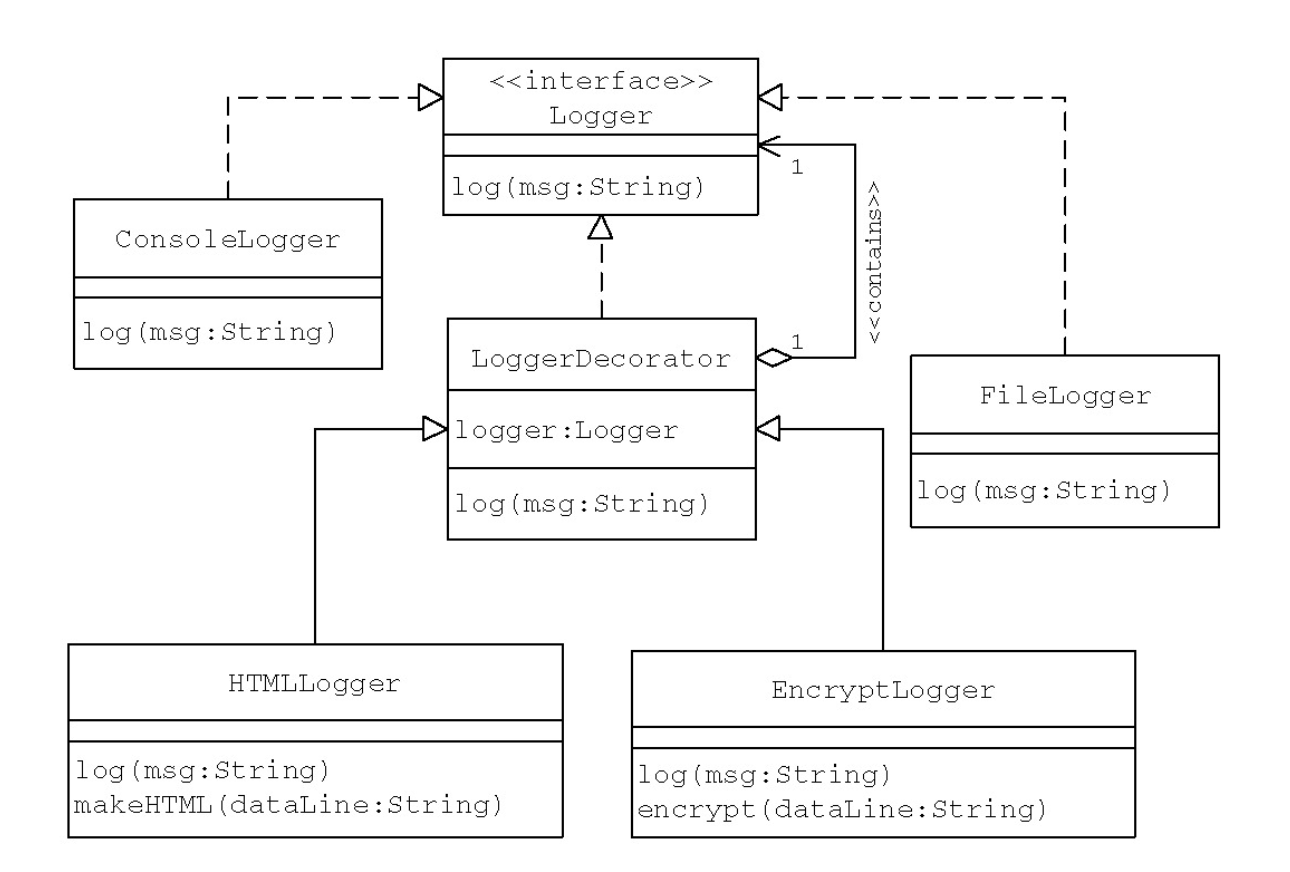 <<interface>>
Logger
log(msg:String)
1
<<contains>>
ConsoleLogger
log(msg:String)
LoggerDecorator
1
logger:Logger
log(msg:String)
FileLogger
log(msg:String)
HTMLLogger
log(msg:String)
makeHTML(dataLine:String)
EncryptLogger
log(msg:String)
encrypt(dataLine:String)